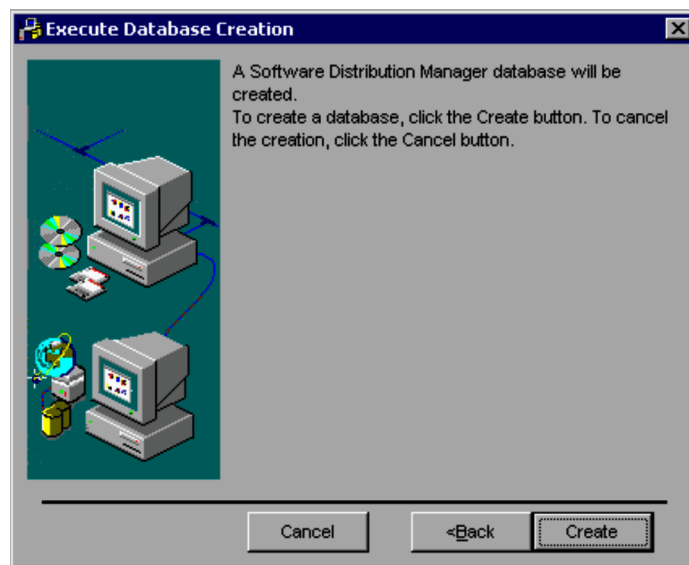 Execute Database Creation
A Software Distribution Manager database will be
created.
To create a database, click the Create button. To cancel
the creation, click the Cancel button.
Cancel
<Back
Create